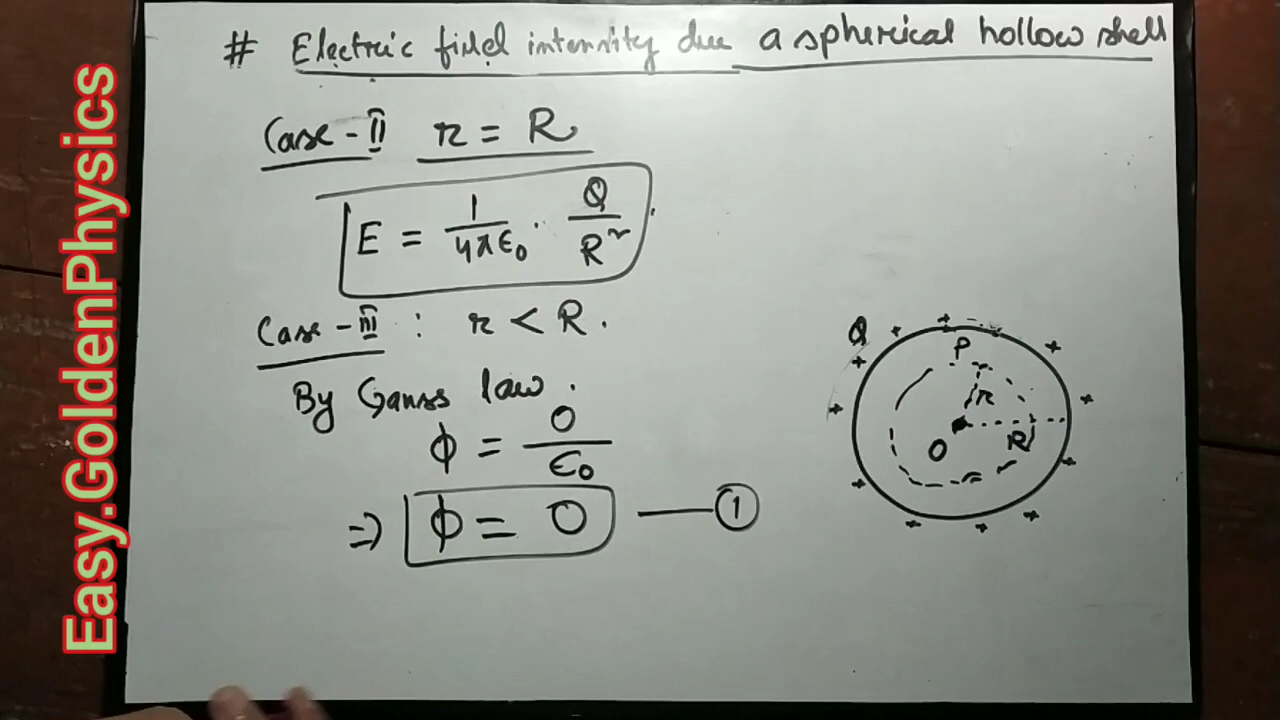 # Electric field intensity due a spherical hollow shell
Case - II r = R
E = 1/4πε₀ · Q/R²
Case - III : r < R.
By Gauss law.
ϕ = 0/ε₀
⇒ ϕ = 0 — ①
Q
P
r
O
R
Easy.GoldenPhysics